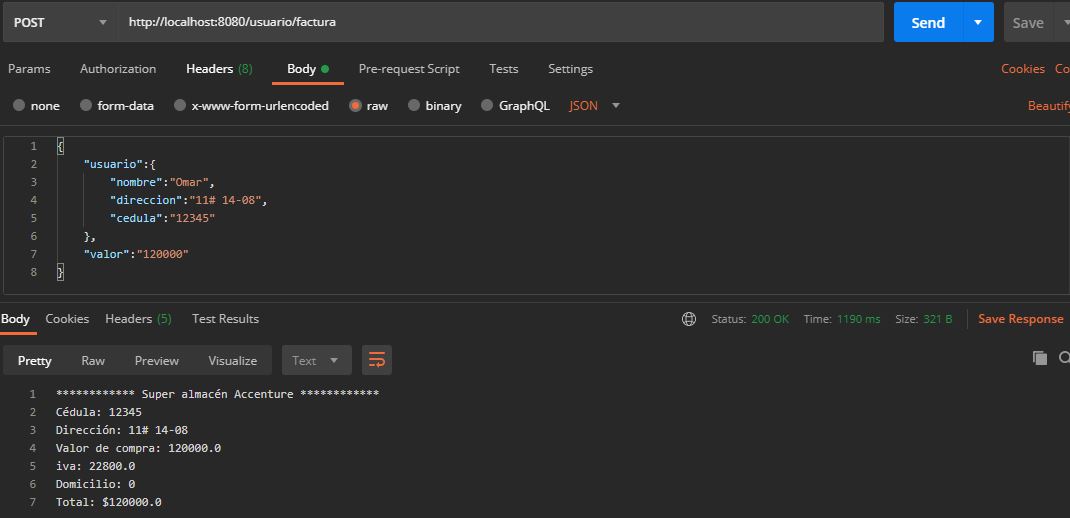 POST http://localhost:8080/usuario/factura Send Save
Params Authorization Headers (8) Body Pre-request Script Tests Settings Cookies Co
none form-data x-www-form-urlencoded raw binary GraphQL JSON Beautify
1 {
2 "usuario":{
3 "nombre":"Omar",
4 "direccion":"11# 14-08",
5 "cedula":"12345"
6 },
7 "valor":"120000"
8 }
Body Cookies Headers (5) Test Results Status: 200 OK Time: 1190 ms Size: 321 B Save Response
Pretty Raw Preview Visualize Text
1 ************ Super almacén Accenture ************
2 Cédula: 12345
3 Dirección: 11# 14-08
4 Valor de compra: 120000.0
5 iva: 22800.0
6 Domicilio: 0
7 Total: $120000.0